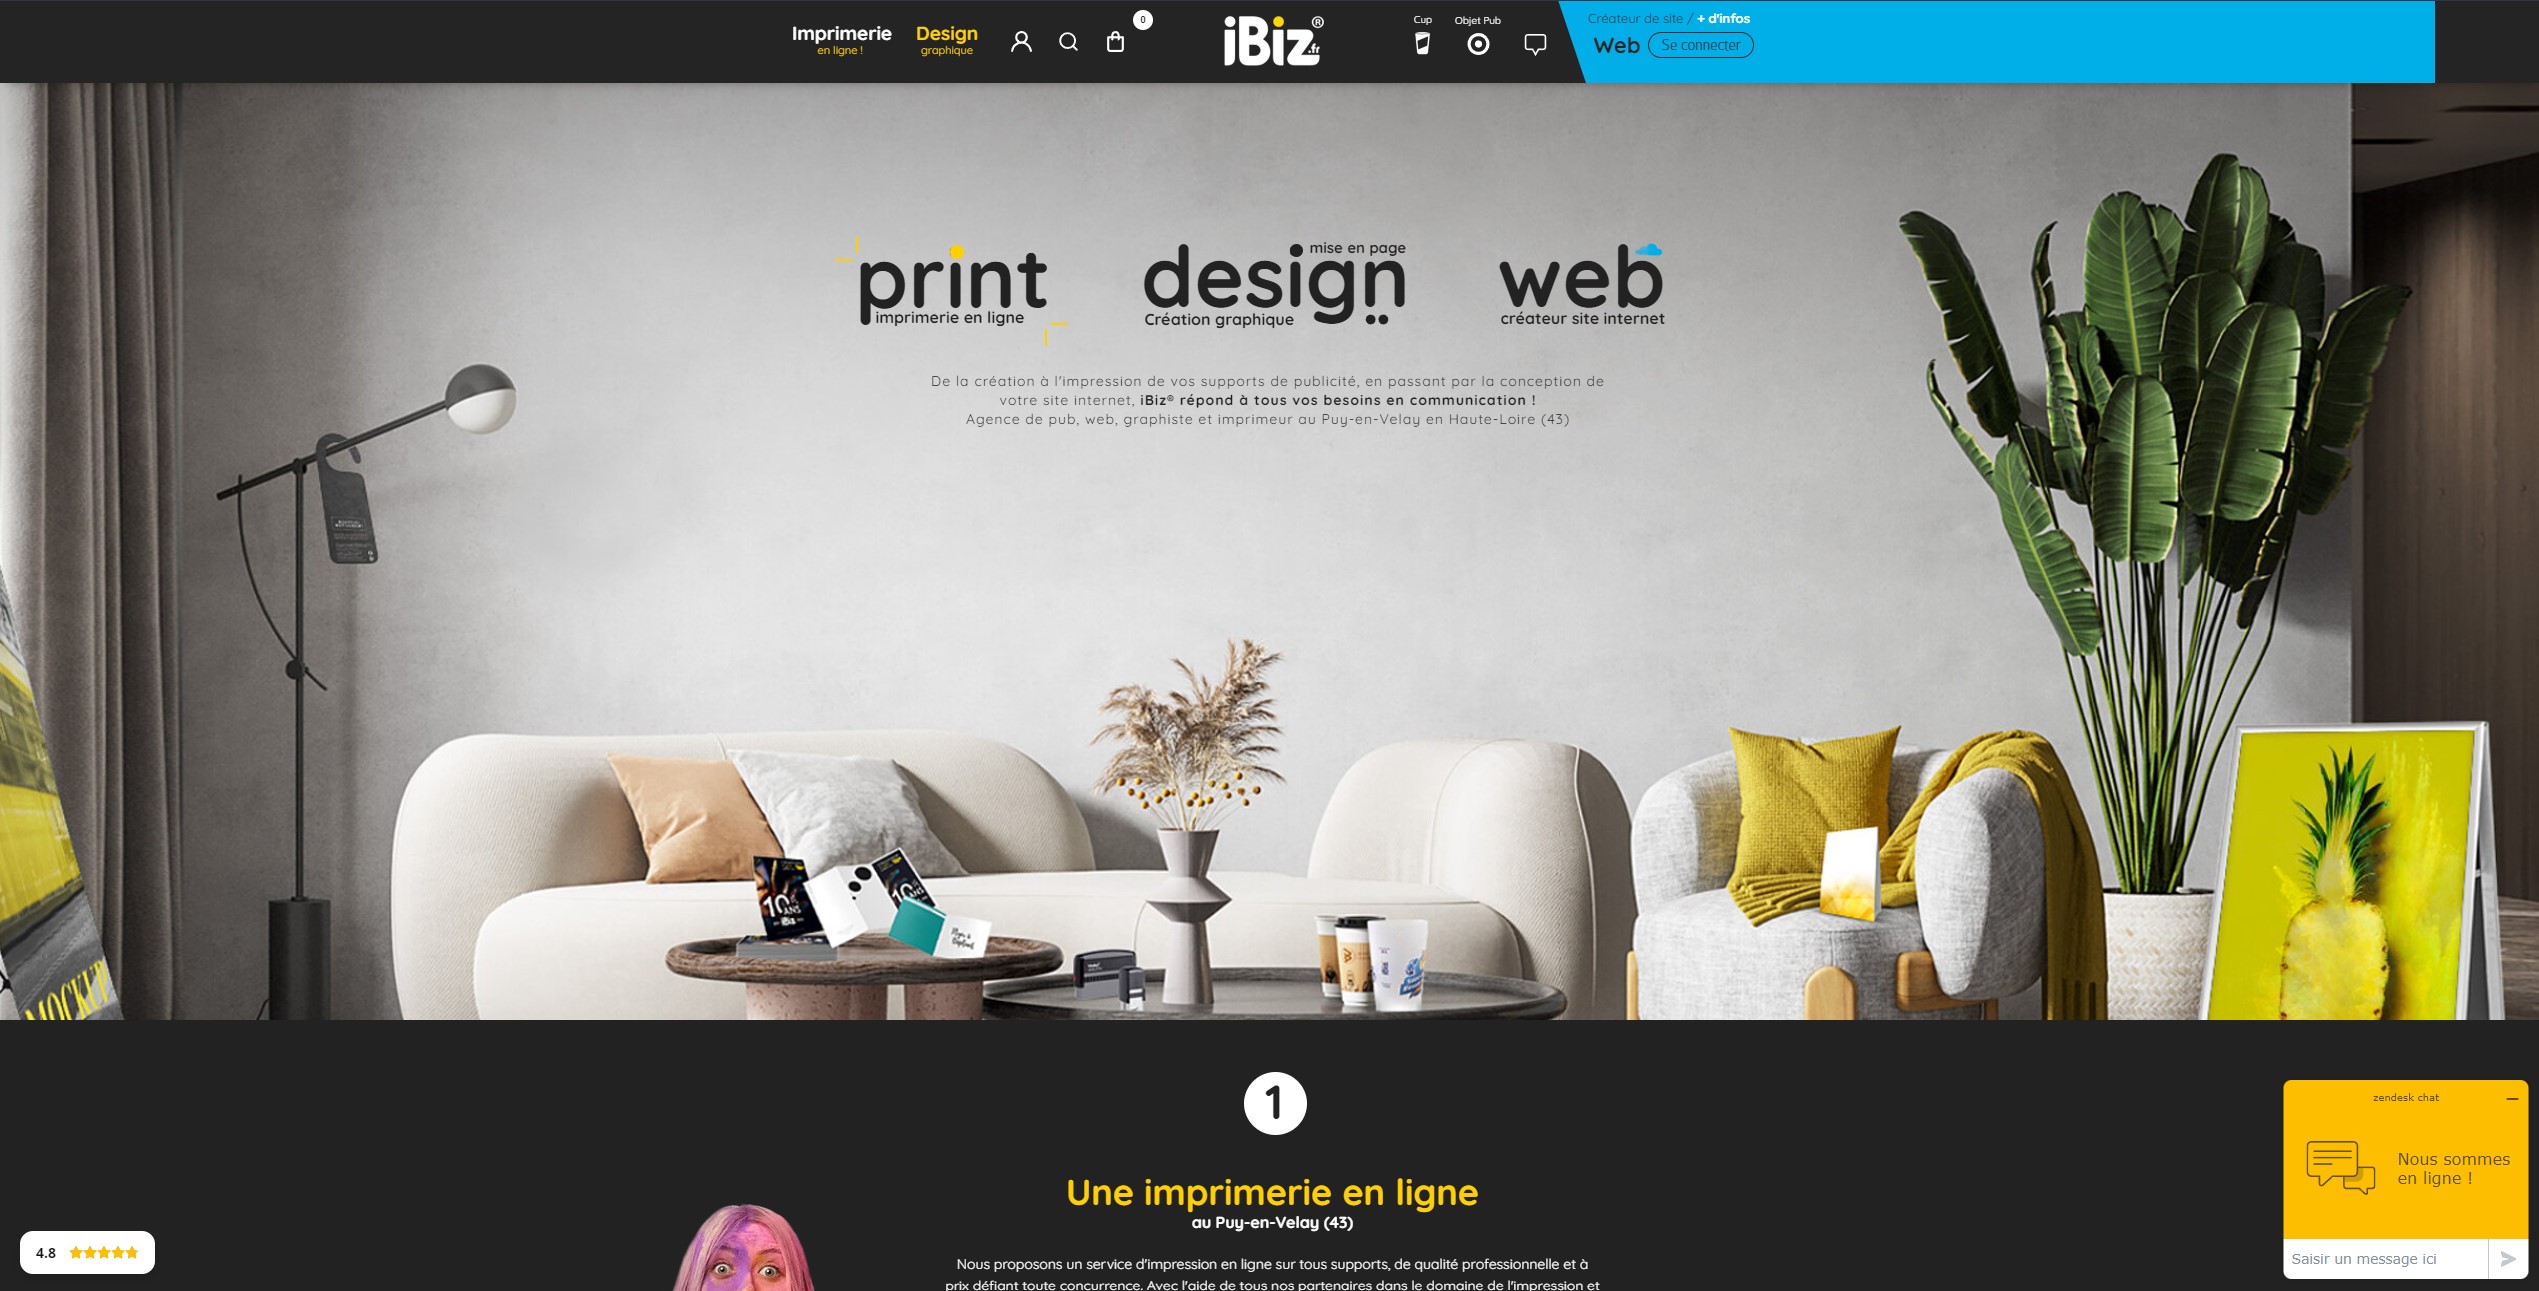 Imprimerie
en ligne !
Design
graphique
0
iBiz.fr®
Cup
Objet Pub
Créateur de site / + d'infos
Web
Se connecter
print
imprimerie en ligne
mise en page
design
Création graphique
web
créateur site internet
De la création à l'impression de vos supports de publicité, en passant par la conception de
votre site internet, iBiz® répond à tous vos besoins en communication !
Agence de pub, web, graphiste et imprimeur au Puy-en-Velay en Haute-Loire (43)
10
ANS
iBiz
10
ANS
MOCKUP
1
Une imprimerie en ligne
au Puy-en-Velay (43)
Nous proposons un service d'impression en ligne sur tous supports, de qualité professionnelle et à
prix défiant toute concurrence. Avec l'aide de tous nos partenaires dans le domaine de l'impression et
4.8
zendesk chat
Nous sommes
en ligne !
Saisir un message ici